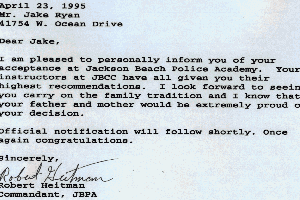 April 23, 1995
Mr. Jake Ryan
41754 W. Ocean Drive
Dear Jake,
I am pleased to personally inform you of your
acceptance at Jackson Beach Police Academy. Your
instructors at JBCC have all given you their
highest recommendations. I look forward to seeing
you carry on the family tradition and I know that
your father and mother would be extremely proud of
your decision.
Official notification will follow shortly. Once
again congratulations.
Sincerely,
Robert Heitman
Robert Heitman
Commandant, JBPA